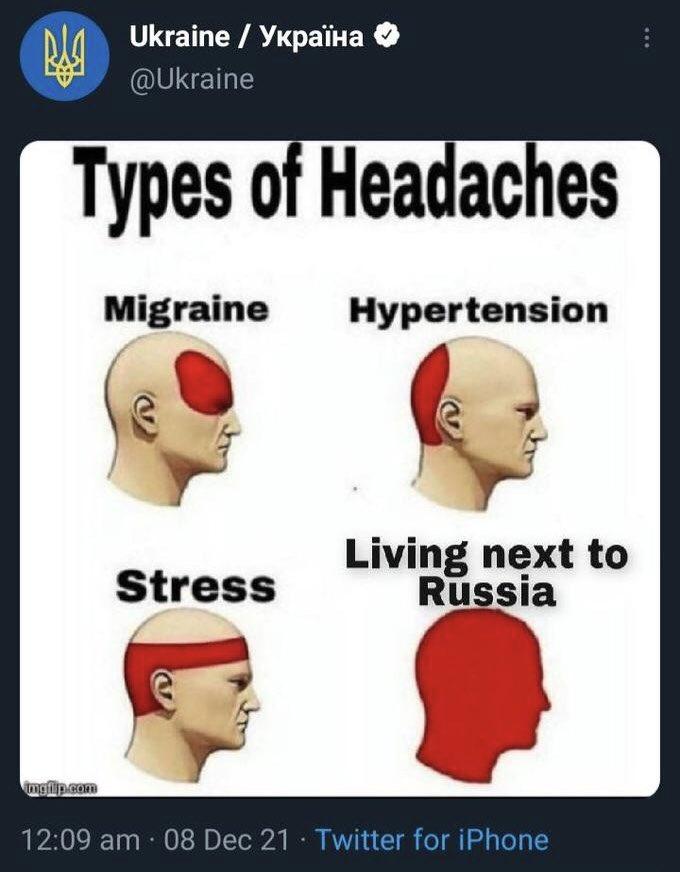 Ukraine / Україна
@Ukraine
Types of Headaches
Migraine
Hypertension
Stress
Living next to
Russia
imgflip.com
12:09 am · 08 Dec 21 · Twitter for iPhone